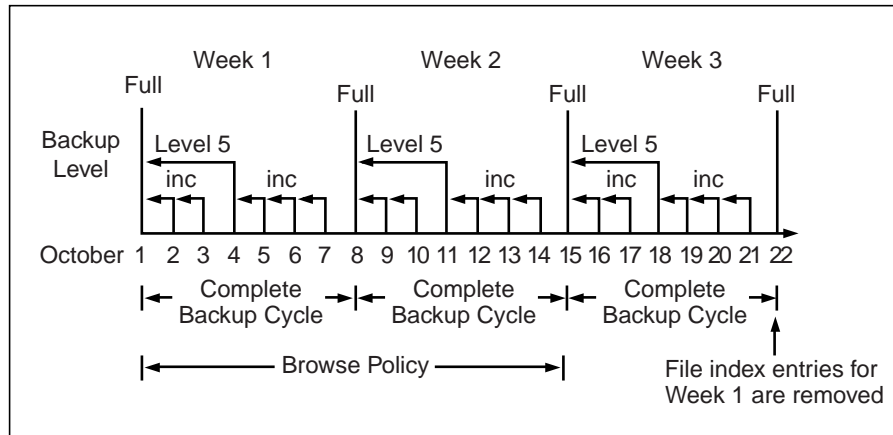 Week 1 Week 2 Week 3
Full Full Full Full
Backup Level
Level 5 Level 5 Level 5
inc inc inc inc inc
October 1 2 3 4 5 6 7 8 9 10 11 12 13 14 15 16 17 18 19 20 21 22
Complete Backup Cycle
Complete Backup Cycle
Complete Backup Cycle
Browse Policy
File index entries for
Week 1 are removed